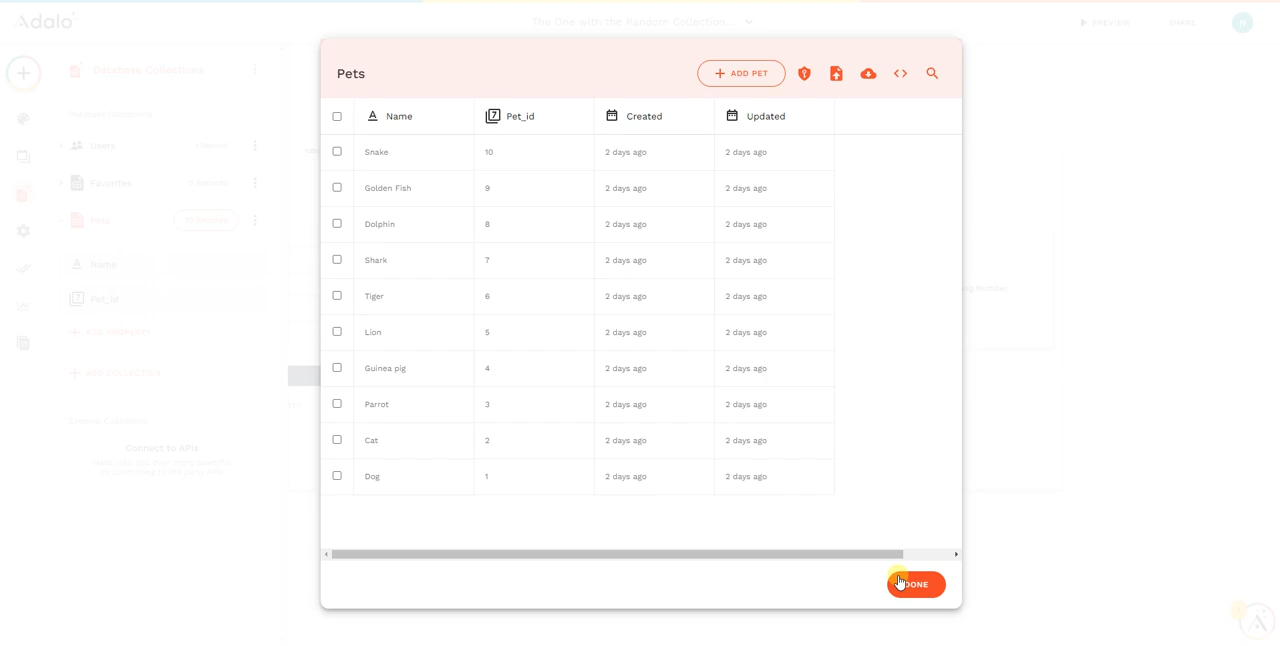 Adalo
The One with the Random Collection...
PREVIEW
SHARE
N
Database Collections
Users
Favorites
Pets
10 Records
Name
Pet_id
ADD PROPERTY
ADD COLLECTION
External Collections
Connect to APIs
Pets
+ ADD PET
Name Pet_id Created Updated
Snake 10 2 days ago 2 days ago
Golden Fish 9 2 days ago 2 days ago
Dolphin 8 2 days ago 2 days ago
Shark 7 2 days ago 2 days ago
Tiger 6 2 days ago 2 days ago
Lion 5 2 days ago 2 days ago
Guinea pig 4 2 days ago 2 days ago
Parrot 3 2 days ago 2 days ago
Cat 2 2 days ago 2 days ago
Dog 1 2 days ago 2 days ago
DONE